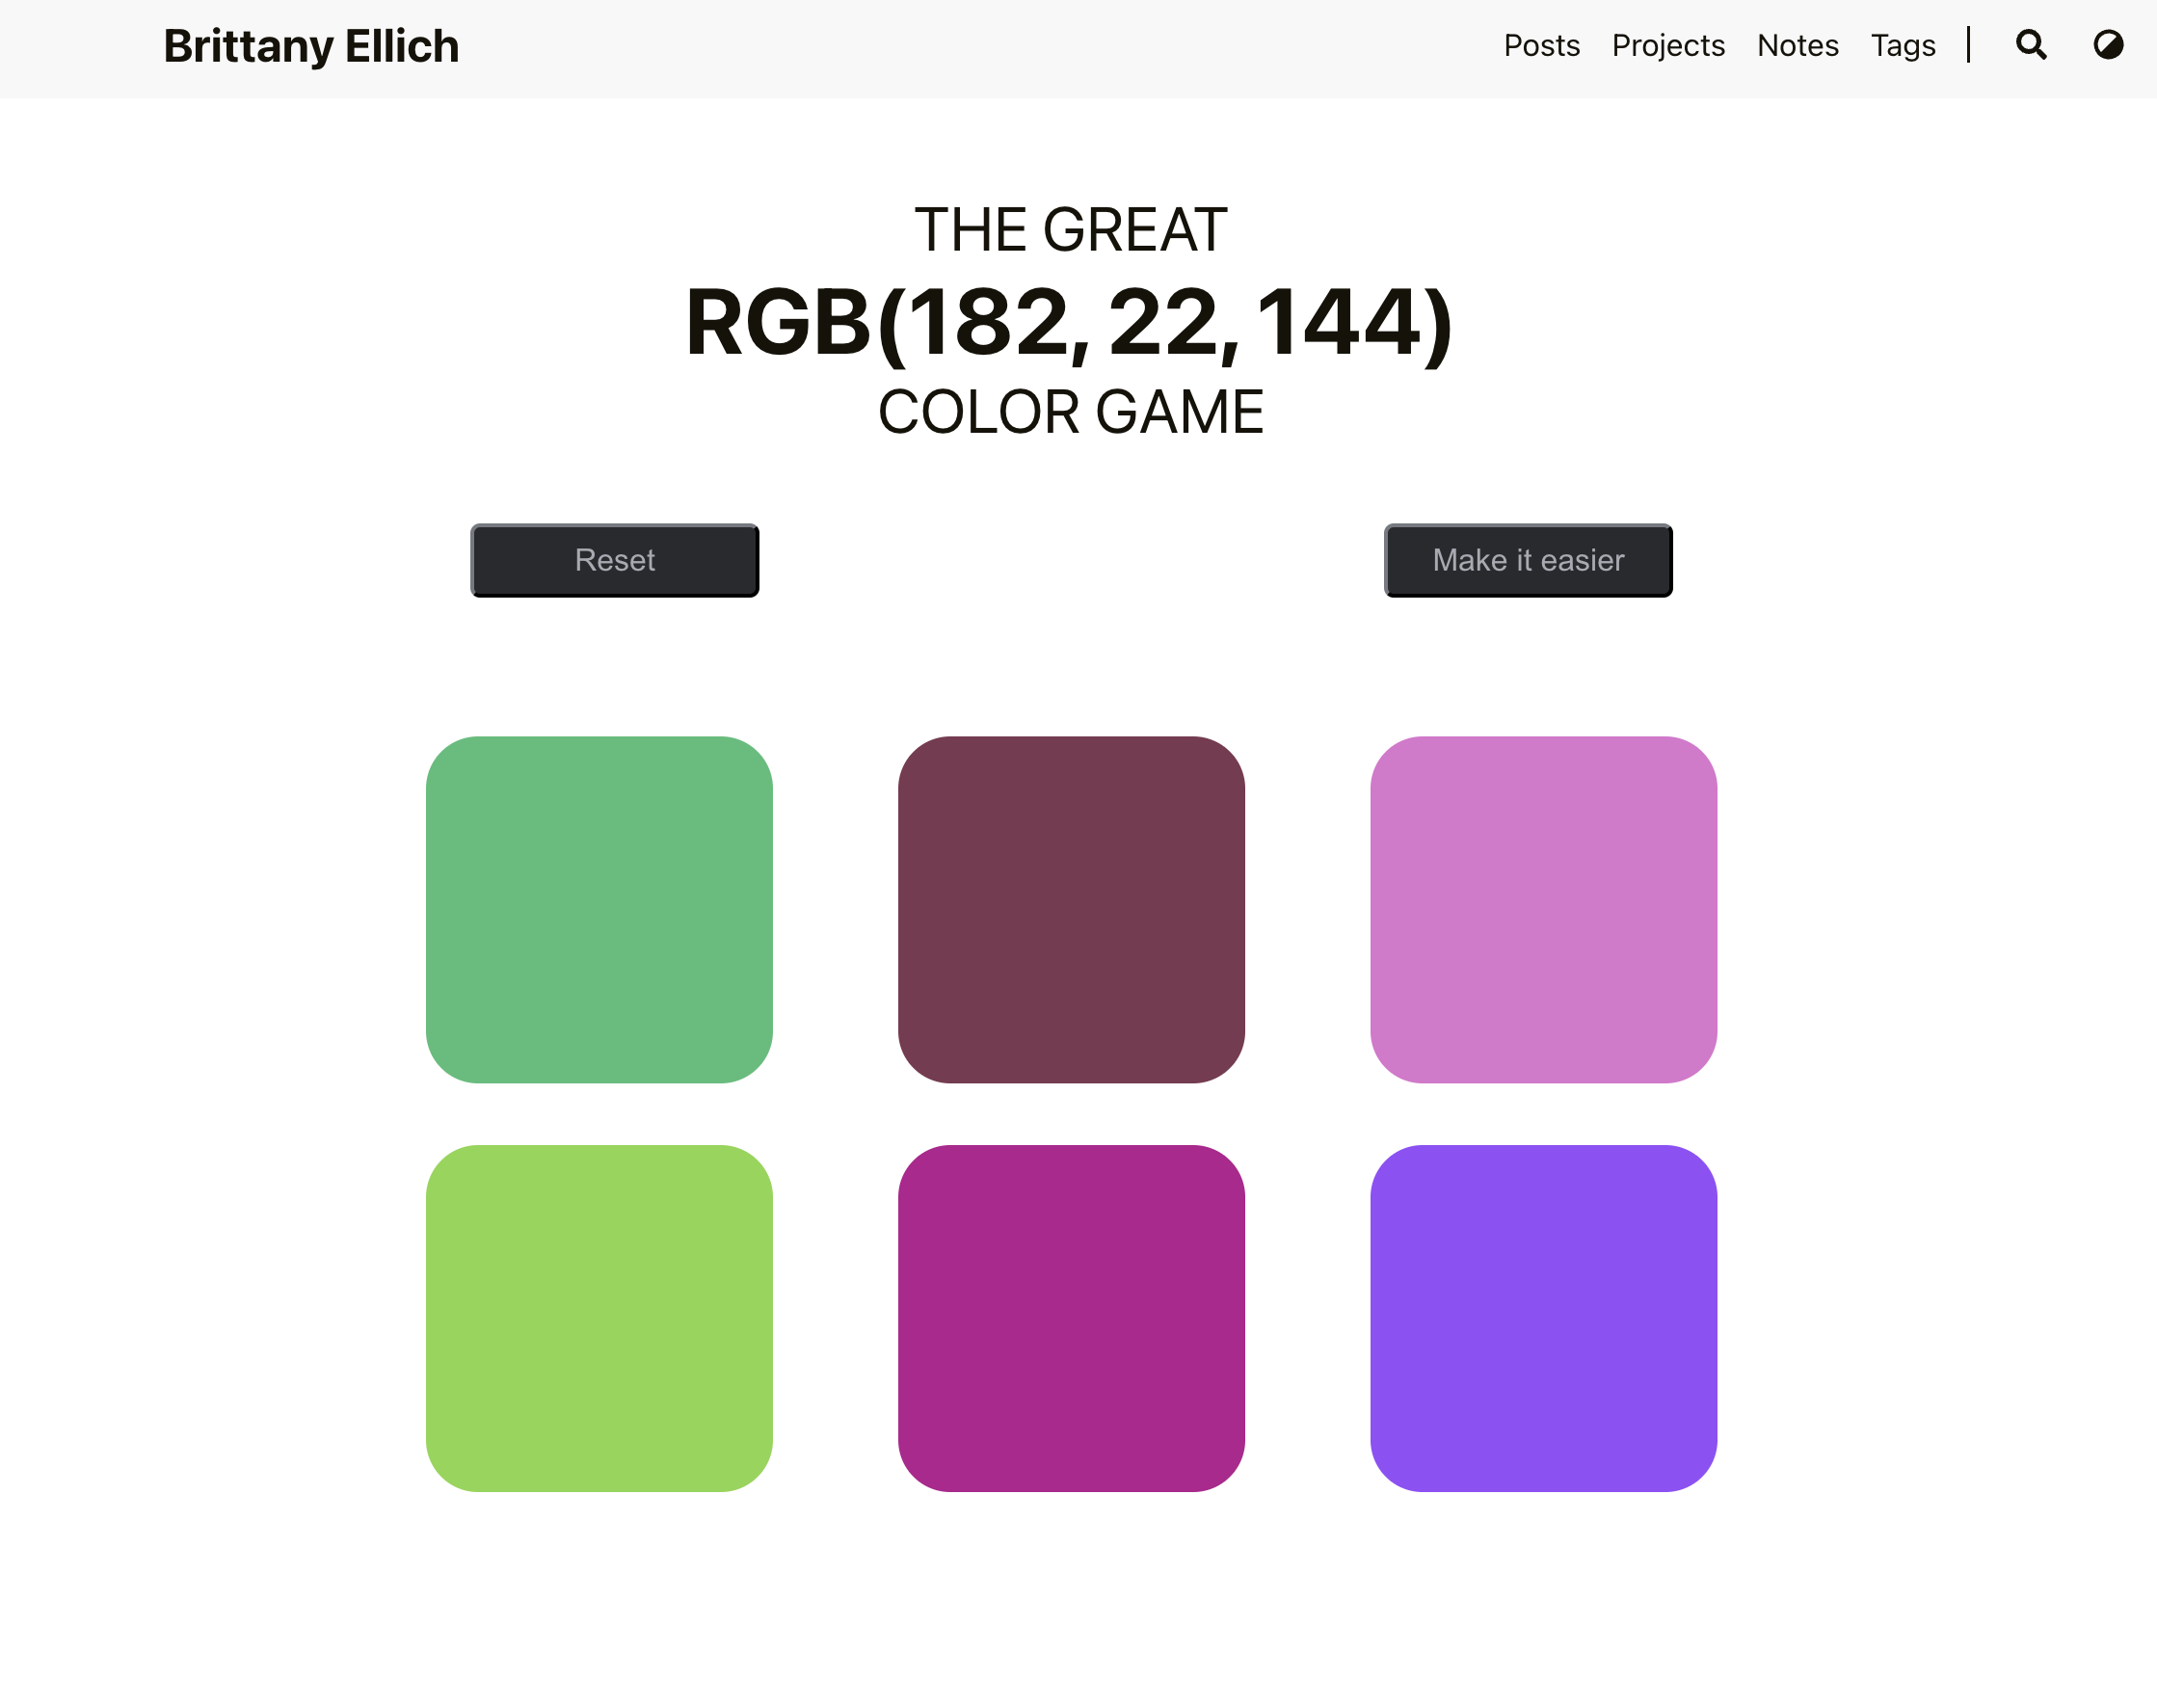 Brittany Ellich
Posts Projects Notes Tags
THE GREAT
RGB(182, 22, 144)
COLOR GAME
Reset
Make it easier